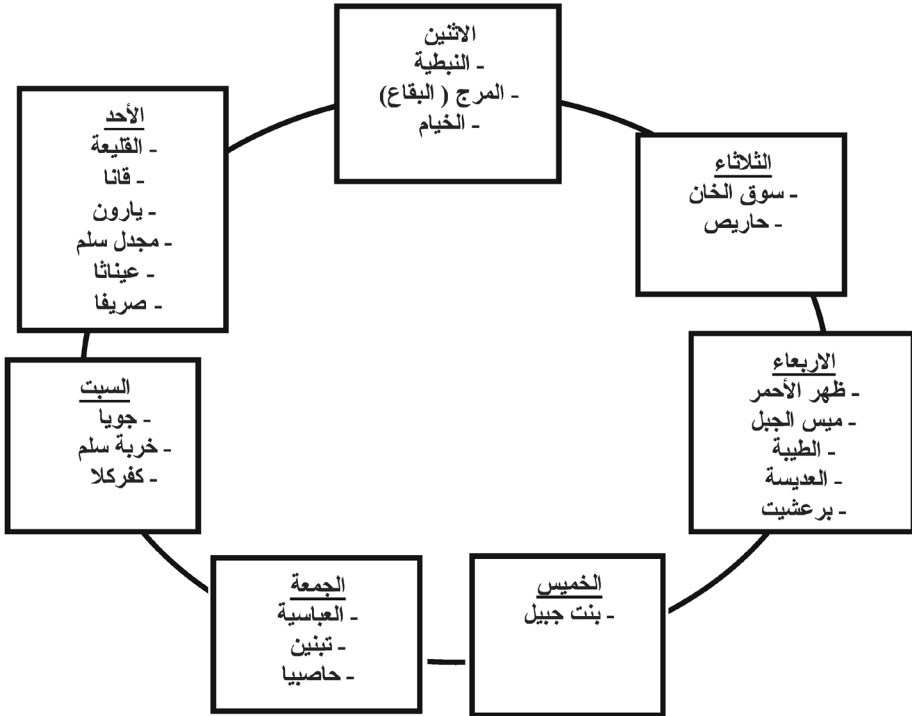 الاثنين
- النبطية
- المرج ( البقاع)
- الخيام
الثلاثاء
- سوق الخان
- حاريص
الاربعاء
- ظهر الأحمر
- ميس الجبل
- الطيبة
- العديسة
- برعشيت
الخميس
- بنت جبيل
الجمعة
- العباسية
- تبنين
- حاصبيا
السبت
- جويا
- خربة سلم
- كفركلا
الأحد
- القليعة
- قانا
- يارون
- مجدل سلم
- عيناثا
- صريفا